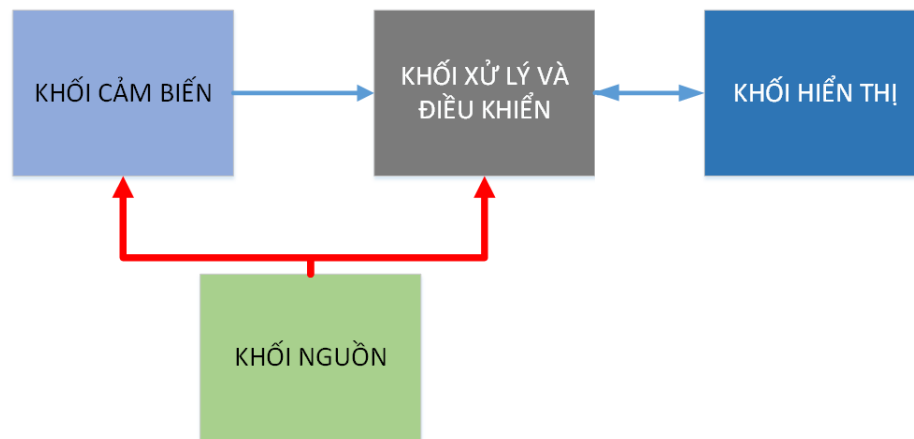 KHỐI CẢM BIẾN
KHỐI XỬ LÝ VÀ
ĐIỀU KHIỂN
KHỐI HIỂN THỊ
KHỐI NGUỒN